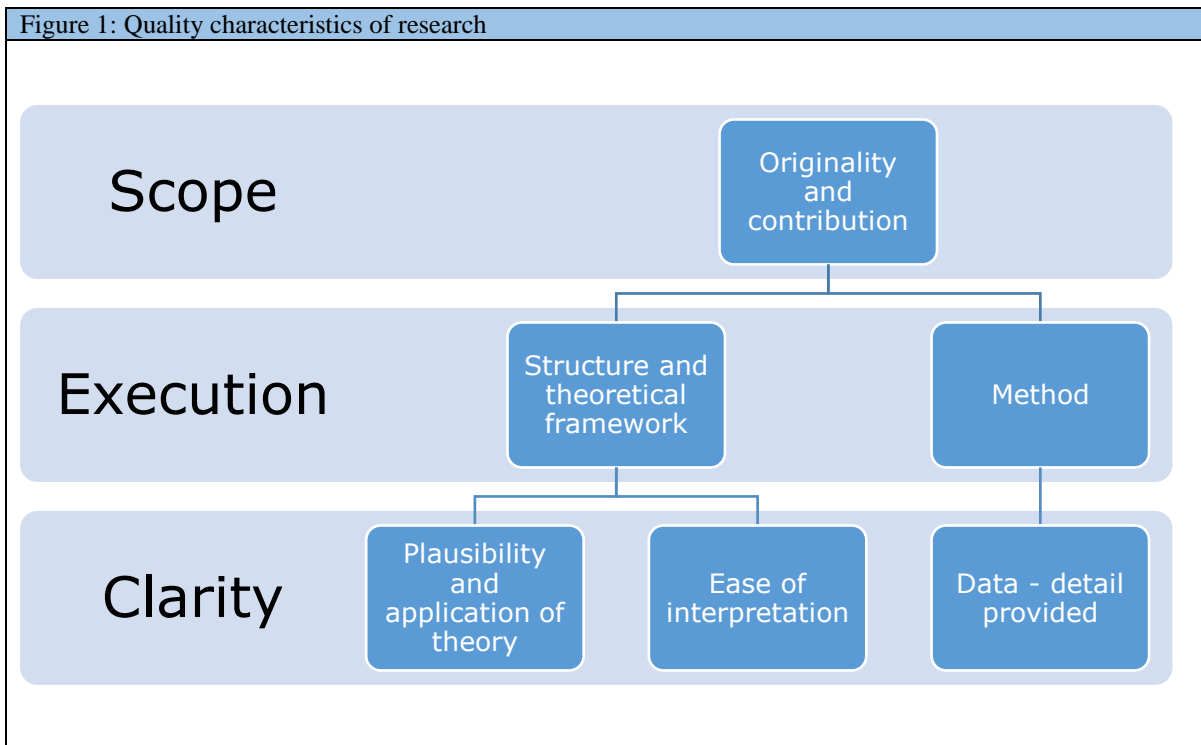 Figure 1: Quality characteristics of research
Scope
Originality
and
contribution
Execution
Structure and
theoretical
framework
Method
Clarity
Plausibility
and
application of
theory
Ease of
interpretation
Data - detail
provided